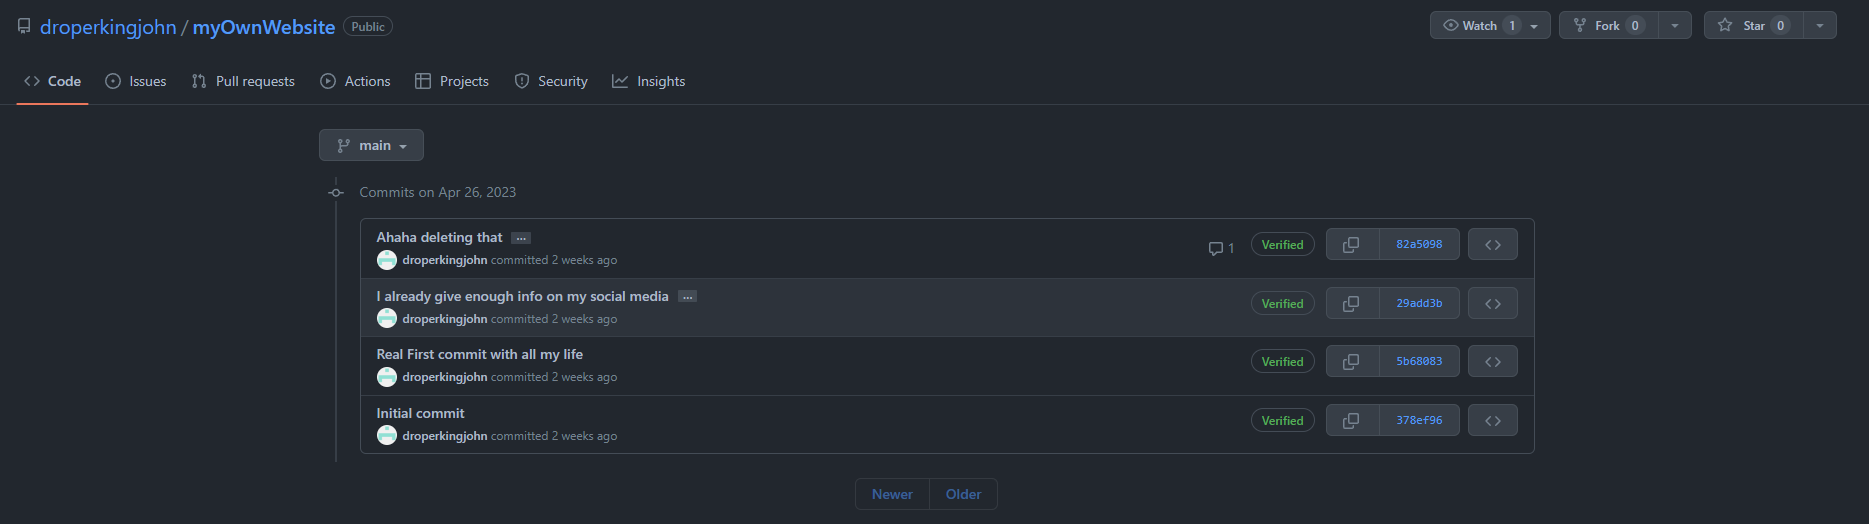 droperkingjohn / myOwnWebsite Public Watch 1 Fork 0 Star 0
Code Issues Pull requests Actions Projects Security Insights
main
Commits on Apr 26, 2023
Ahaha deleting that ...
droperkingjohn committed 2 weeks ago 1 Verified 82a5098
I already give enough info on my social media ...
droperkingjohn committed 2 weeks ago Verified 29add3b
Real First commit with all my life
droperkingjohn committed 2 weeks ago Verified 5b68083
Initial commit
droperkingjohn committed 2 weeks ago Verified 378ef96
Newer Older